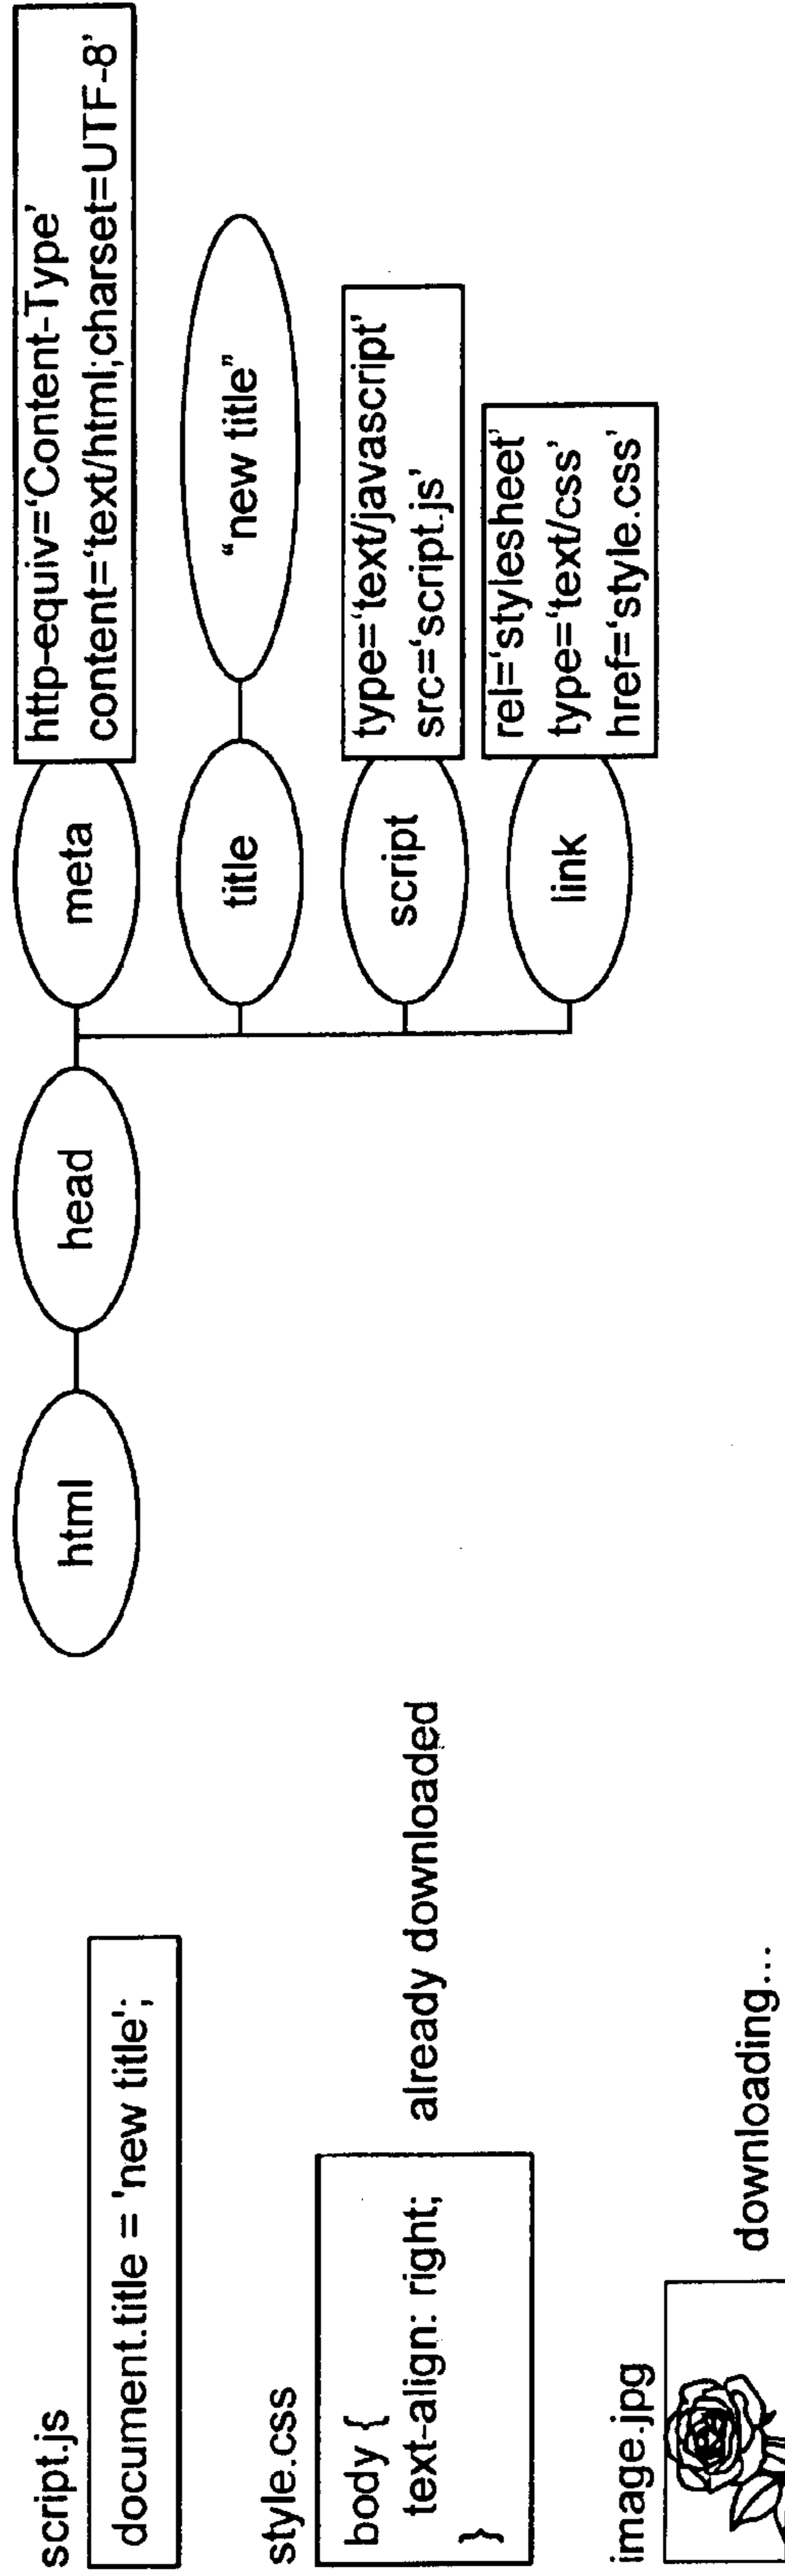 script.js
document.title = 'new title';
style.css
body {
text-align: right;
}
already downloaded
image.jpg
downloading...
html
head
meta
http-equiv=‘Content-Type’
content=‘text/html;charset=UTF-8’
title
“new title”
script
type=‘text/javascript’
src=‘script.js’
link
rel=‘stylesheet’
type=‘text/css’
href=‘style.css’